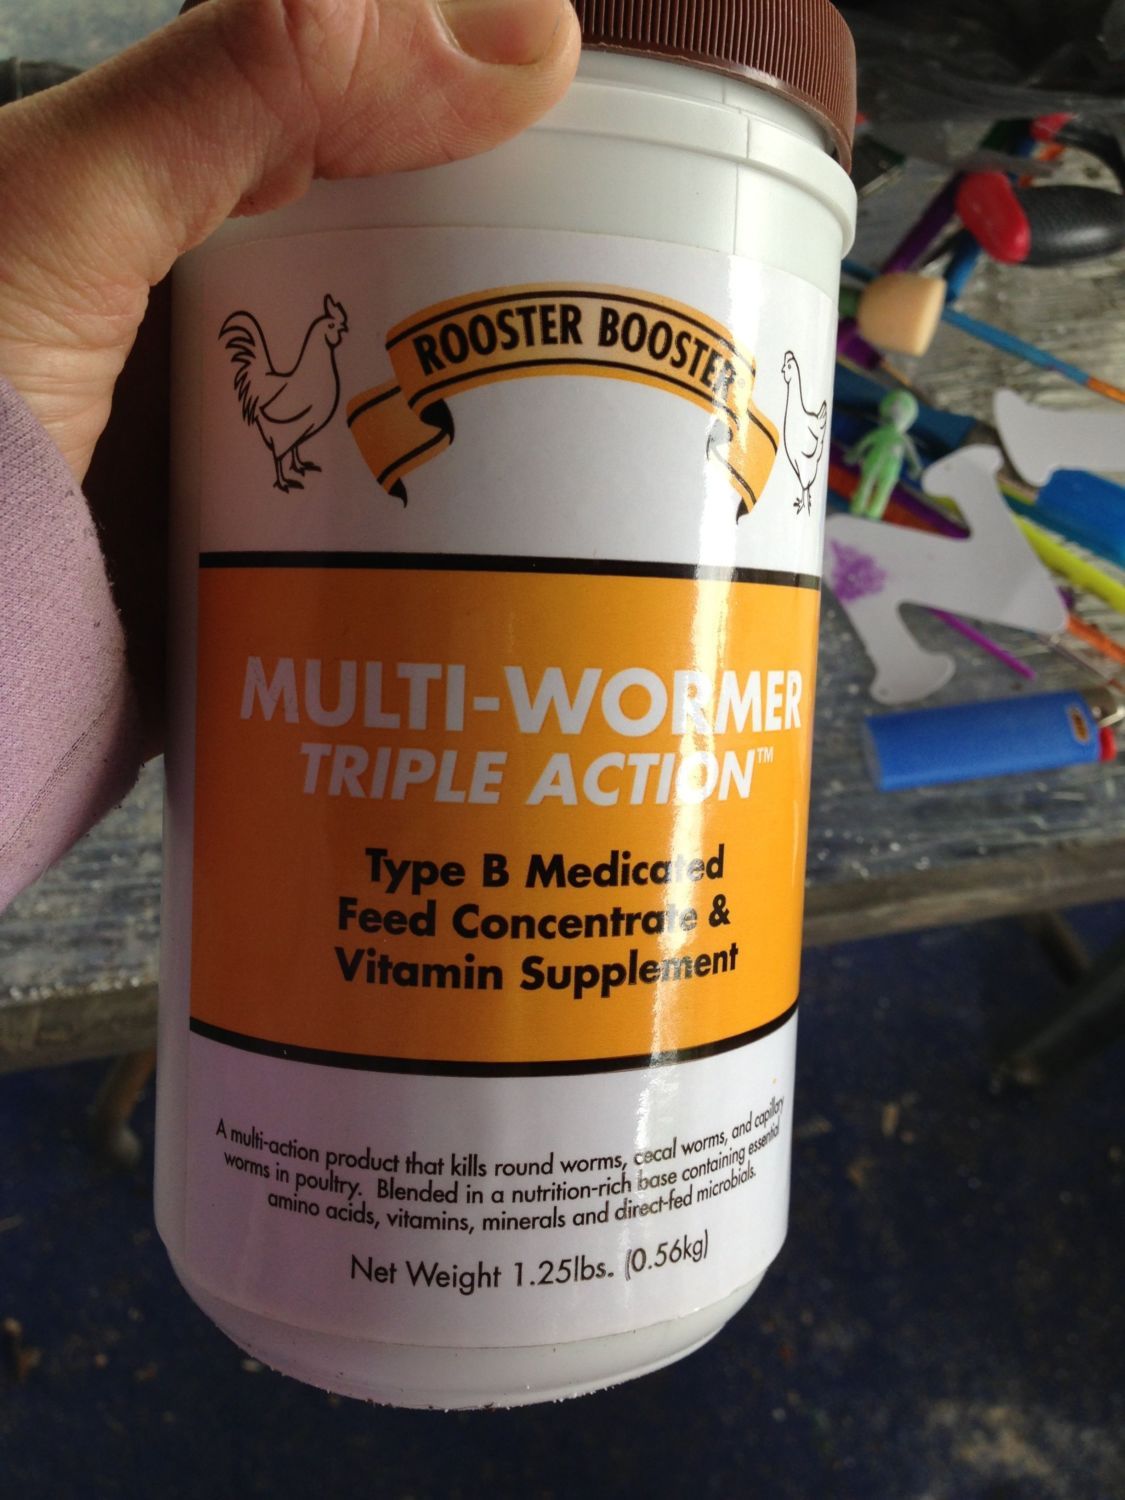 ROOSTER BOOSTER
MULTI-WORMER
TRIPLE ACTION™
Type B Medicated
Feed Concentrate &
Vitamin Supplement
A multi-action product that kills round worms, cecal worms, and capillary
worms in poultry. Blended in a nutrition-rich base containing essential
amino acids, vitamins, minerals and direct-fed microbials.
Net Weight 1.25lbs. (0.56kg)